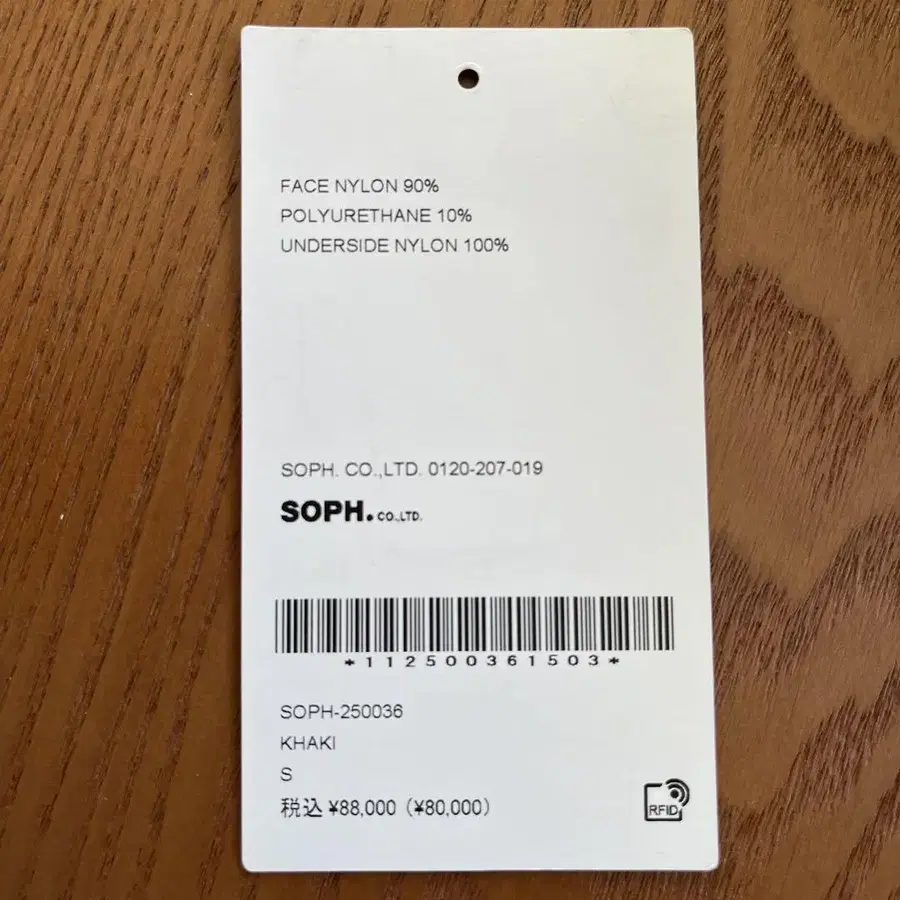 FACE NYLON 90%
POLYURETHANE 10%
UNDERSIDE NYLON 100%
SOPH. CO.,LTD. 0120-207-019
SOPH. CO.,LTD.
*112500361503*
SOPH-250036
KHAKI
S
税込 ¥88,000 (¥80,000)
RFID